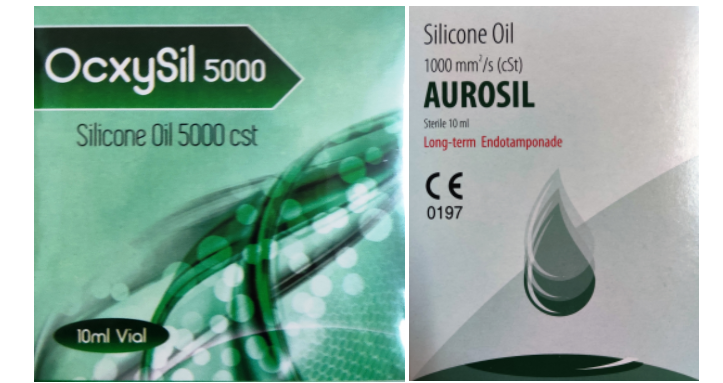 OcxySil 5000
Silicone Oil 5000 cst
10ml Vial
Silicone Oil
1000 mm²/s (cSt)
AUROSIL
Sterile 10 ml
Long-term Endotamponade
CE
0197